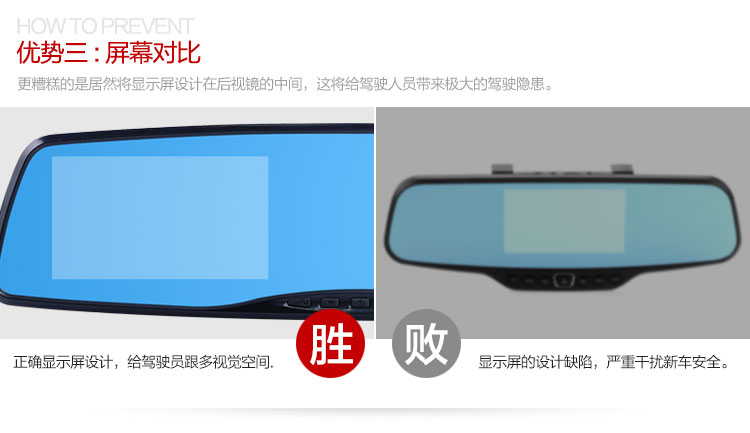 HOW TO PREVENT
优势三 : 屏幕对比
更糟糕的是居然将显示屏设计在后视镜的中间，这将给驾驶人员带来极大的驾驶隐患。
胜
败
正确显示屏设计，给驾驶员跟多视觉空间.
显示屏的设计缺陷，严重干扰新车安全。